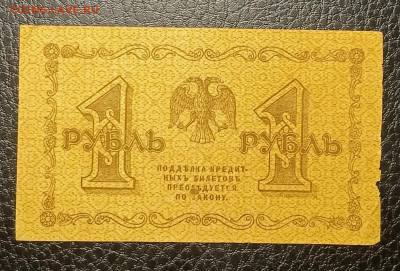 1 РУБЛЬ
1 РУБЛЬ
ПОДДѢЛКА КРЕДИТ-
НЫХЪ БИЛЕТОВЪ
ПРЕСЛѢДУЕТСЯ
ПО ЗАКОНУ.